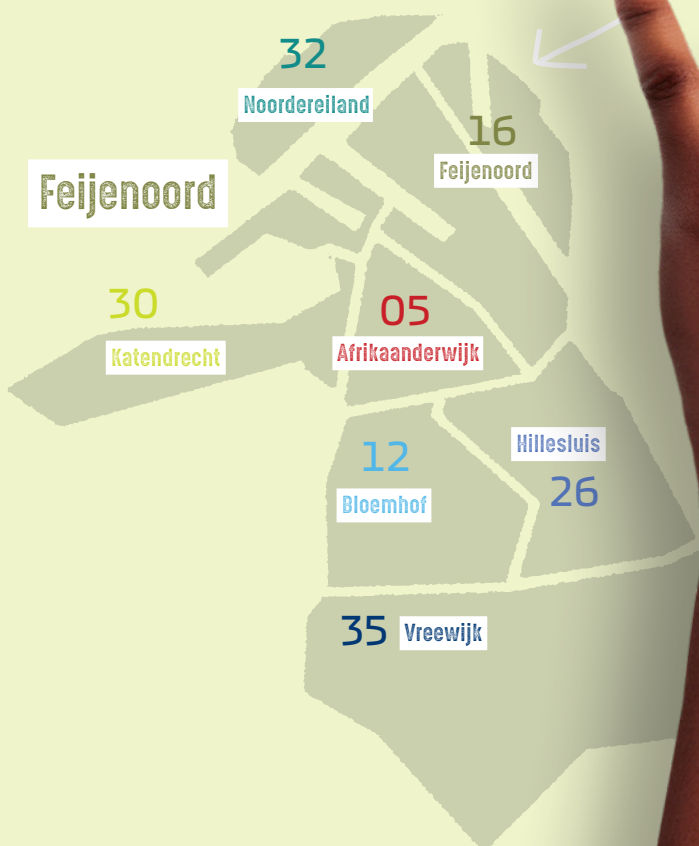 32
Noordereiland
16
Feijenoord
Feijenoord
30
Katendrecht
05
Afrikaanderwijk
12
Bloemhof
Hillesluis
26
35 Vreewijk